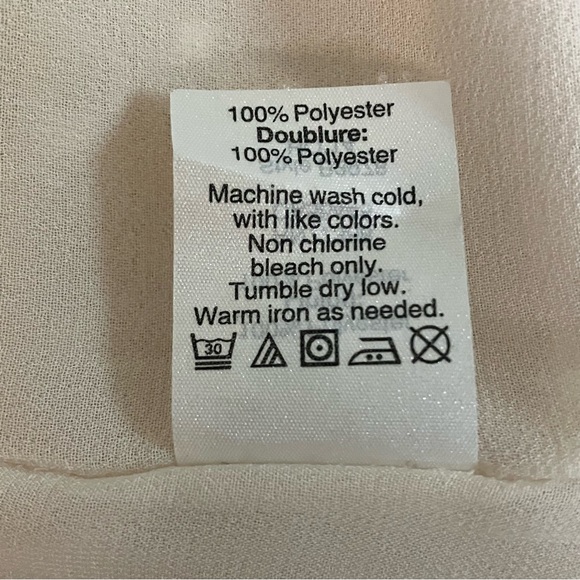 100% Polyester
Doublure:
100% Polyester
Machine wash cold,
with like colors.
Non chlorine
bleach only.
Tumble dry low.
Warm iron as needed.
30